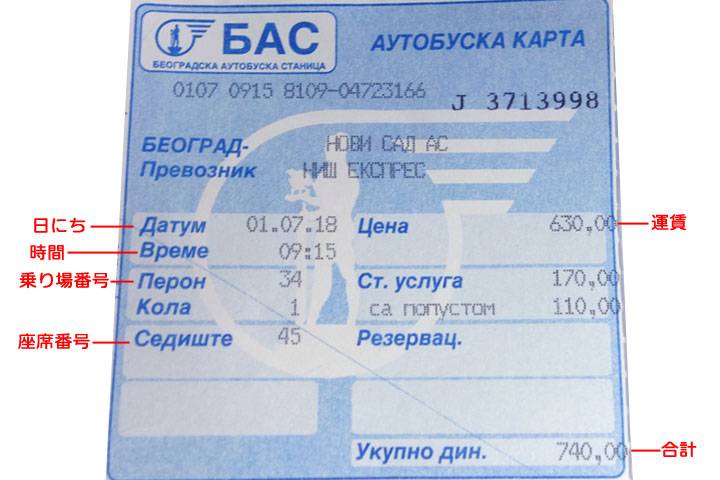 БАС
БЕОГРАДСКА АУТОБУСКА СТАНИЦА
АУТОБУСКА КАРТА
0107 0915 8109-04723166
J 3713998
БЕОГРАД- НОВИ САД АС
Превозник НИШ ЕКСПРЕС
日にち Датум 01.07.18 Цена 630,00 運賃
時間 Време 09:15
乗り場番号 Перон 34 Ст. услуга 170,00
Кола 1 са попустом 110,00
座席番号 Седиште 45 Резервац.
Укупно дин. 740,00 合計